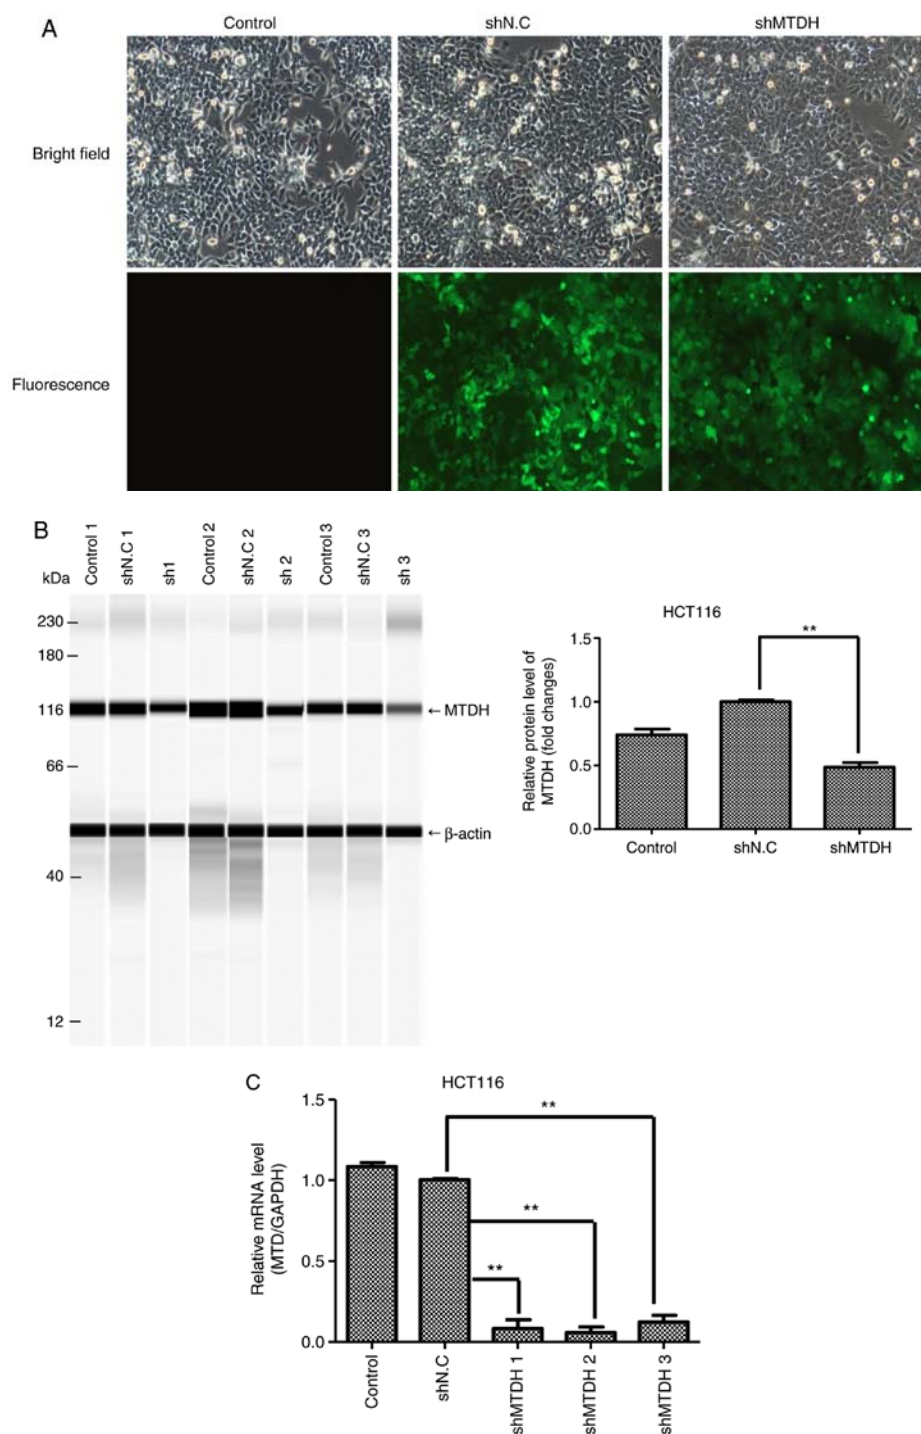 A
Control
shN.C
shMTDH
Bright field
Fluorescence
B
Control 1
shN.C 1
sh1
Control 2
shN.C 2
sh 2
Control 3
shN.C 3
sh 3
kDa
230
180
116
66
40
12
← MTDH
← β-actin
HCT116
Relative protein level of
MTDH (fold changes)
1.5
1.0
0.5
0.0
**
Control
shN.C
shMTDH
C
HCT116
Relative mRNA level
(MTD/GAPDH)
1.5
1.0
0.5
0.0
**
**
**
Control
shN.C
shMTDH 1
shMTDH 2
shMTDH 3